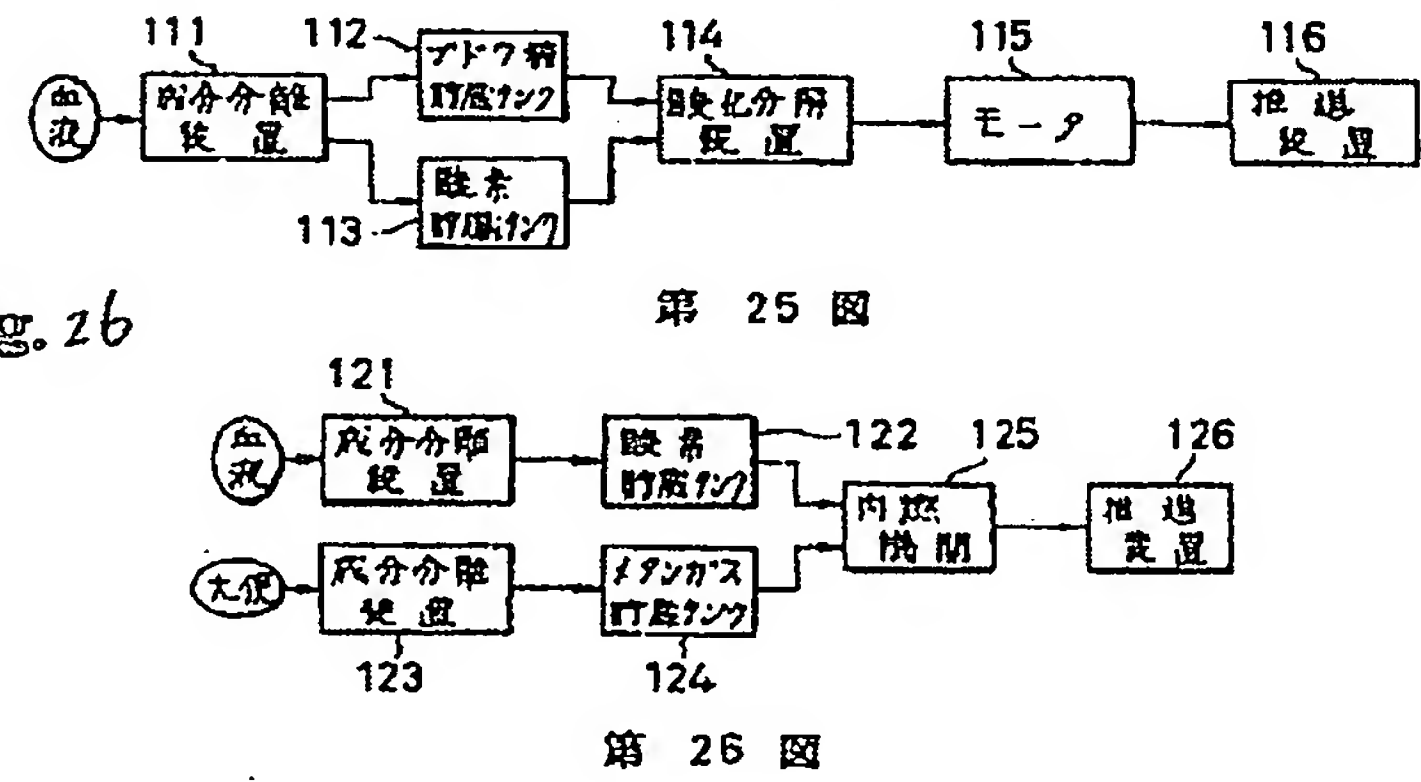 111
112
114
115
116
血液
成分分離
装置
ブドウ糖
貯蔵タンク
酸化分解
装置
モータ
推進
装置
酸素
貯蔵タンク
113
第 25 図
g. 26
121
血液
成分分離
装置
酸素
貯蔵タンク
122
125
126
内燃
機関
推進
装置
大便
成分分離
装置
メタンガス
貯蔵タンク
123
124
第 26 図